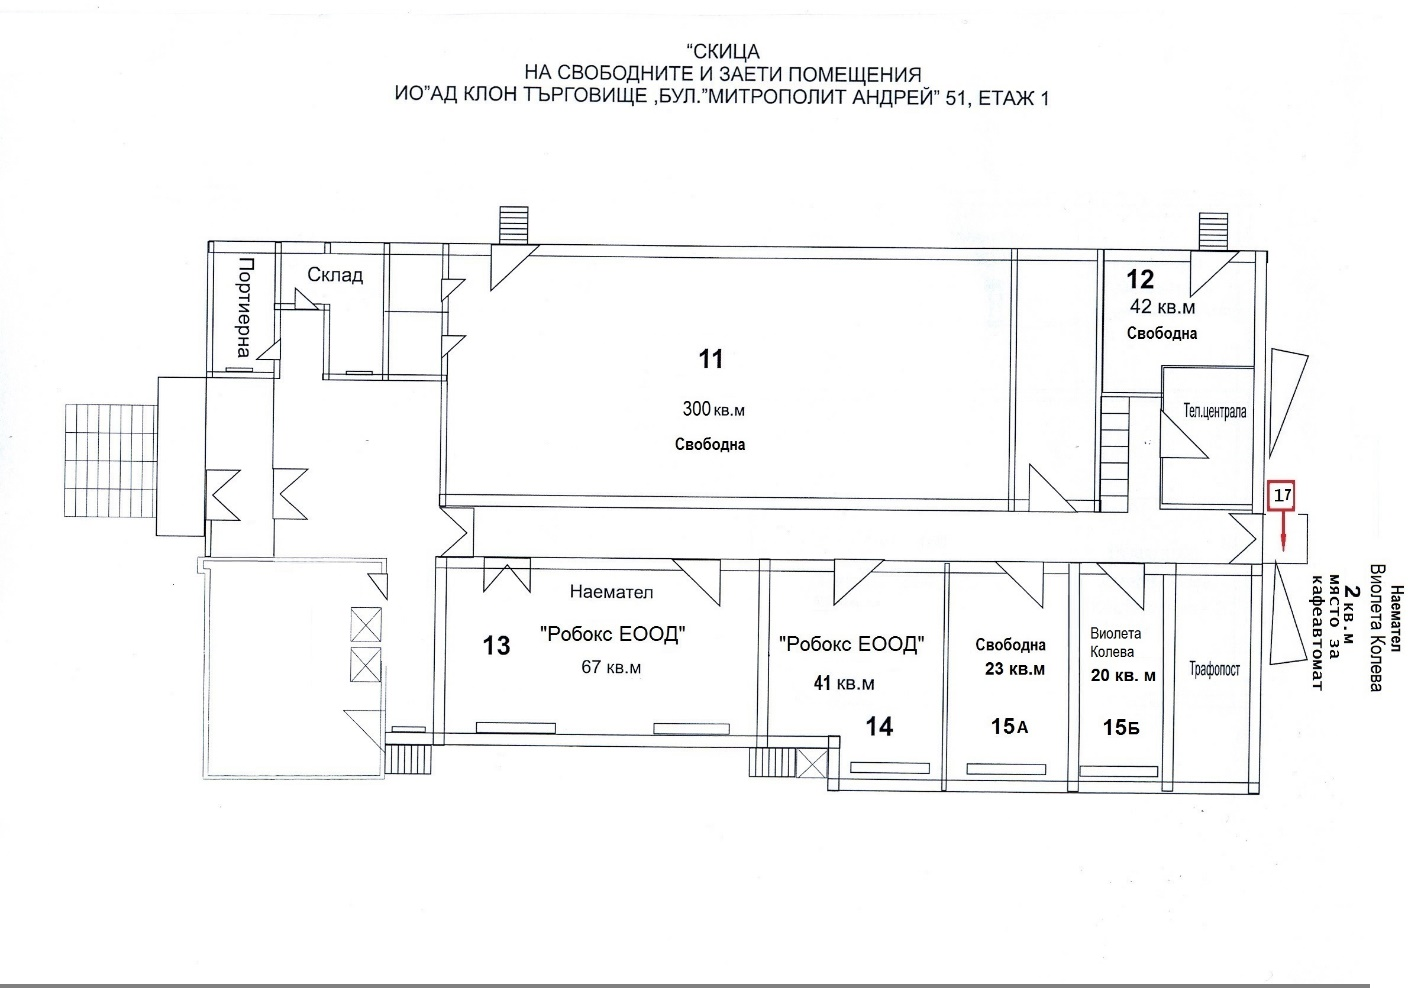 “СКИЦА
НА СВОБОДНИТЕ И ЗАЕТИ ПОМЕЩЕНИЯ
ИО”АД КЛОН ТЪРГОВИЩЕ ,БУЛ.”МИТРОПОЛИТ АНДРЕЙ” 51, ЕТАЖ 1
Портиерна
Склад
11
300 кв.м
Свободна
12
42 кв.м
Свободна
Тел.централа
17
Наемател
Виолета Колева
2 кв.м
място за
кафеавтомат
Наемател
13
"Робокс ЕООД"
67 кв.м
"Робокс ЕООД"
41 кв.м
14
Свободна
23 кв.м
15А
Виолета
Колева
20 кв. м
15Б
Трафопост